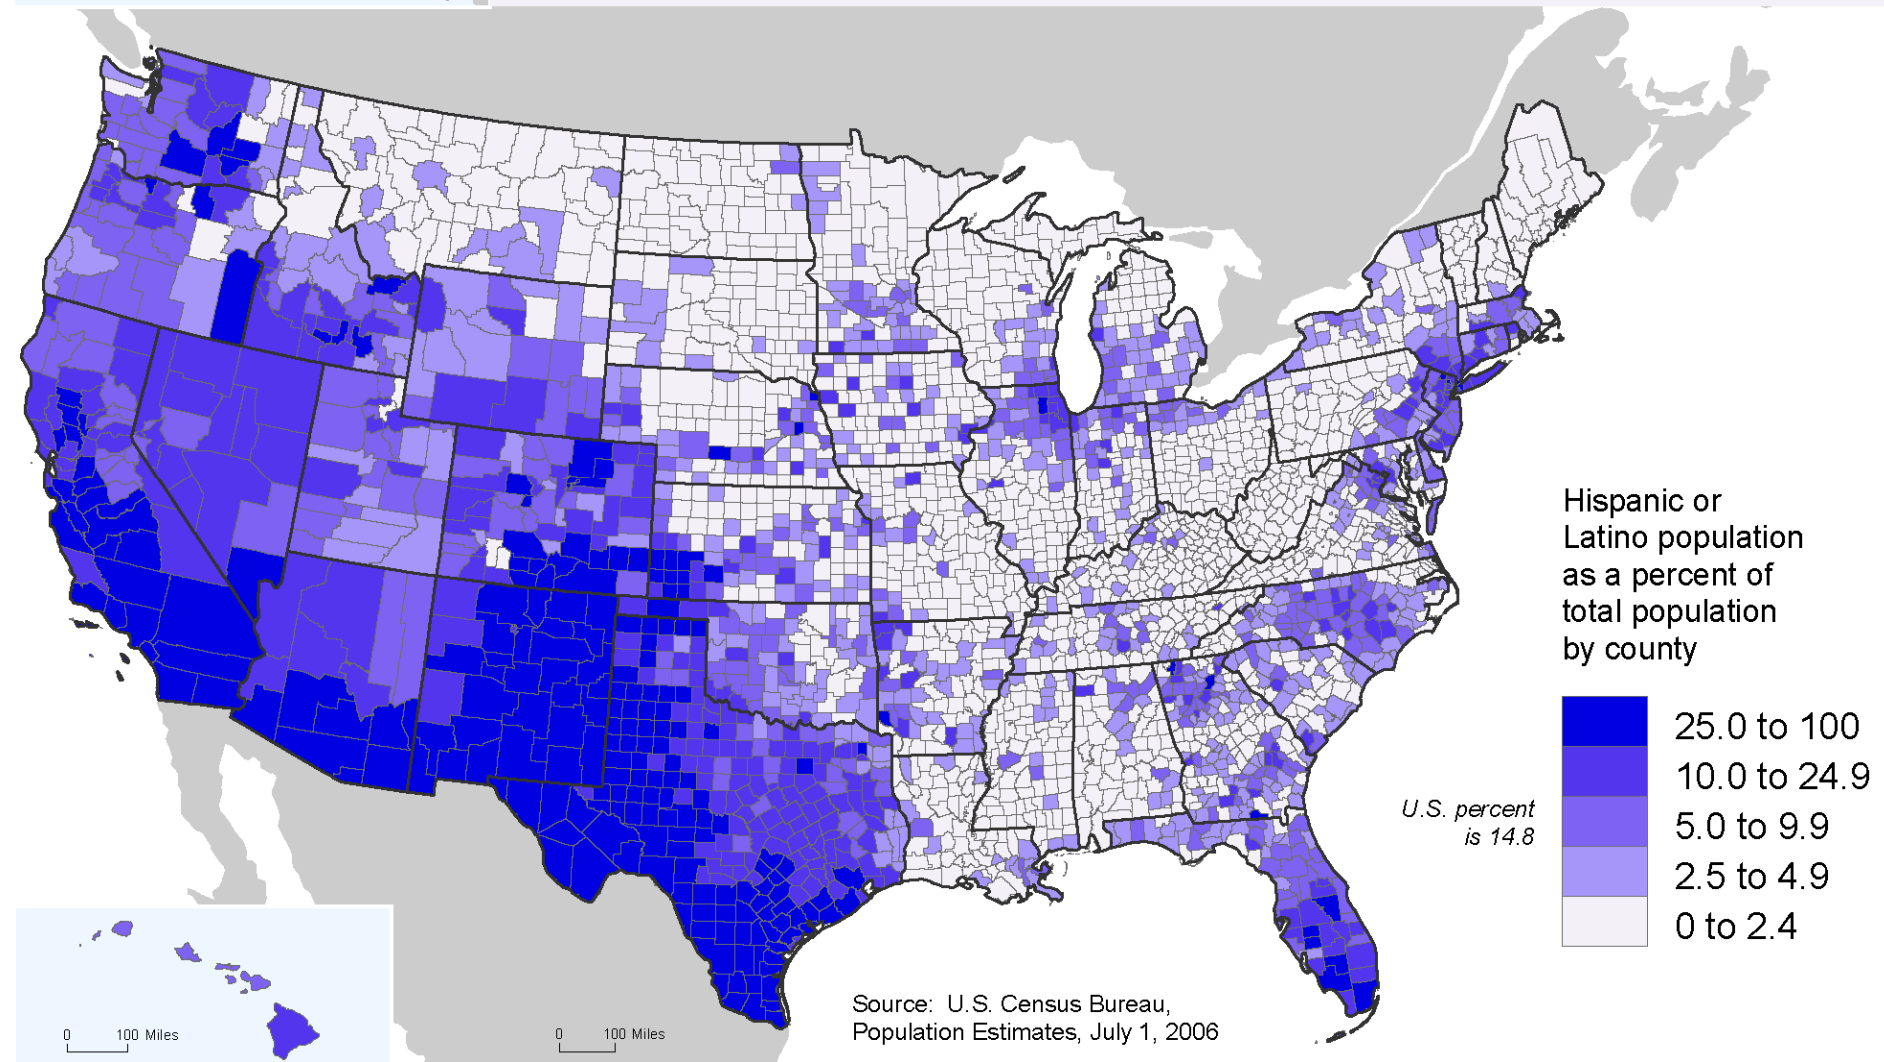 Hispanic or
Latino population
as a percent of
total population
by county
25.0 to 100
10.0 to 24.9
5.0 to 9.9
2.5 to 4.9
0 to 2.4
U.S. percent
is 14.8
Source: U.S. Census Bureau,
Population Estimates, July 1, 2006
0 100 Miles
0 100 Miles